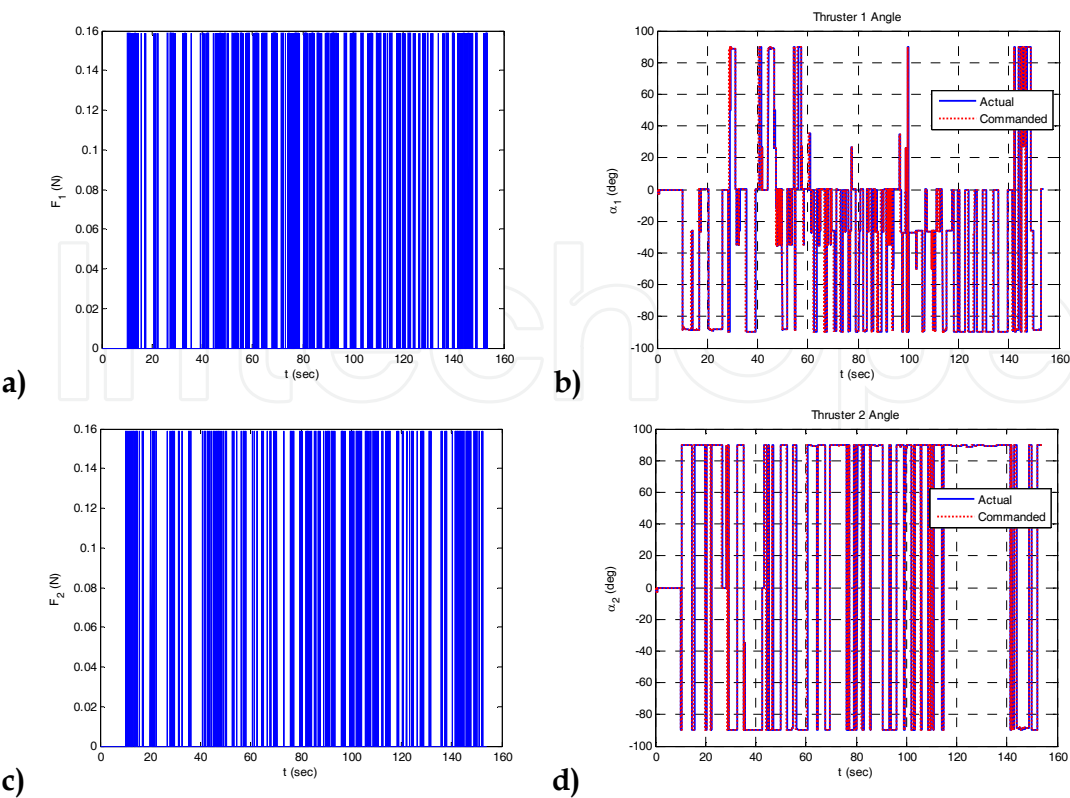 0.16
0.14
0.12
0.1
0.08
0.06
0.04
0.02
0
F1 (N)
0 20 40 60 80 100 120 140 160
t (sec)
a)
Thruster 1 Angle
100
80
60
40
20
0
-20
-40
-60
-80
-100
α1 (deg)
Actual
Commanded
0 20 40 60 80 100 120 140 160
t (sec)
b)
0.16
0.14
0.12
0.1
0.08
0.06
0.04
0.02
0
F2 (N)
0 20 40 60 80 100 120 140 160
t (sec)
c)
Thruster 2 Angle
100
80
60
40
20
0
-20
-40
-60
-80
-100
α2 (deg)
Actual
Commanded
0 20 40 60 80 100 120 140 160
t (sec)
d)